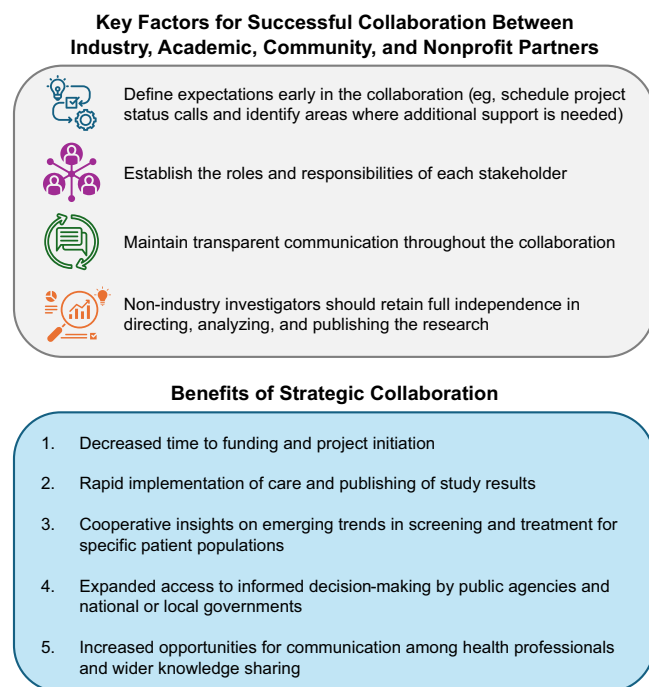 Key Factors for Successful Collaboration Between
Industry, Academic, Community, and Nonprofit Partners
Define expectations early in the collaboration (eg, schedule project
status calls and identify areas where additional support is needed)
Establish the roles and responsibilities of each stakeholder
Maintain transparent communication throughout the collaboration
Non-industry investigators should retain full independence in
directing, analyzing, and publishing the research
Benefits of Strategic Collaboration
1. Decreased time to funding and project initiation
2. Rapid implementation of care and publishing of study results
3. Cooperative insights on emerging trends in screening and treatment for
specific patient populations
4. Expanded access to informed decision-making by public agencies and
national or local governments
5. Increased opportunities for communication among health professionals
and wider knowledge sharing